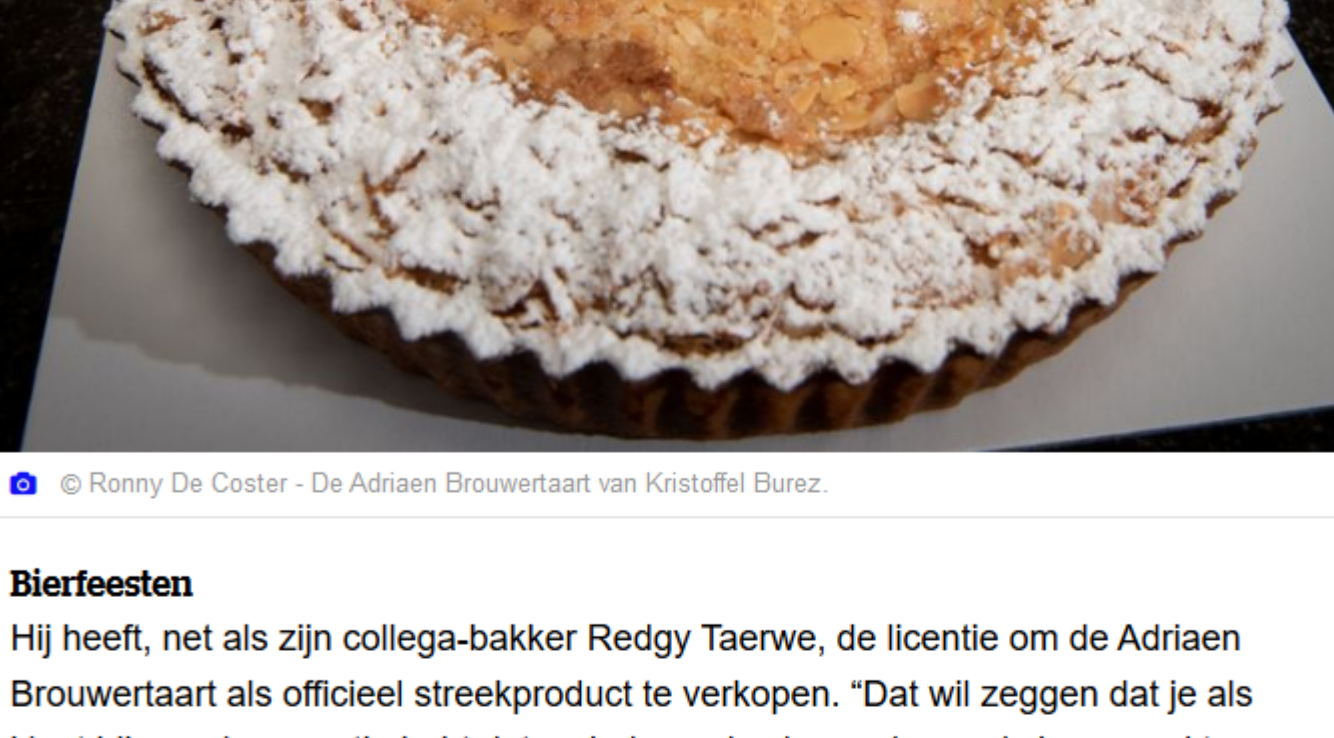 © Ronny De Coster - De Adriaen Brouwertaart van Kristoffel Burez.
Bierfeesten
Hij heeft, net als zijn collega-bakker Redgy Taerwe, de licentie om de Adriaen
Brouwertaart als officieel streekproduct te verkopen. “Dat wil zeggen dat je als